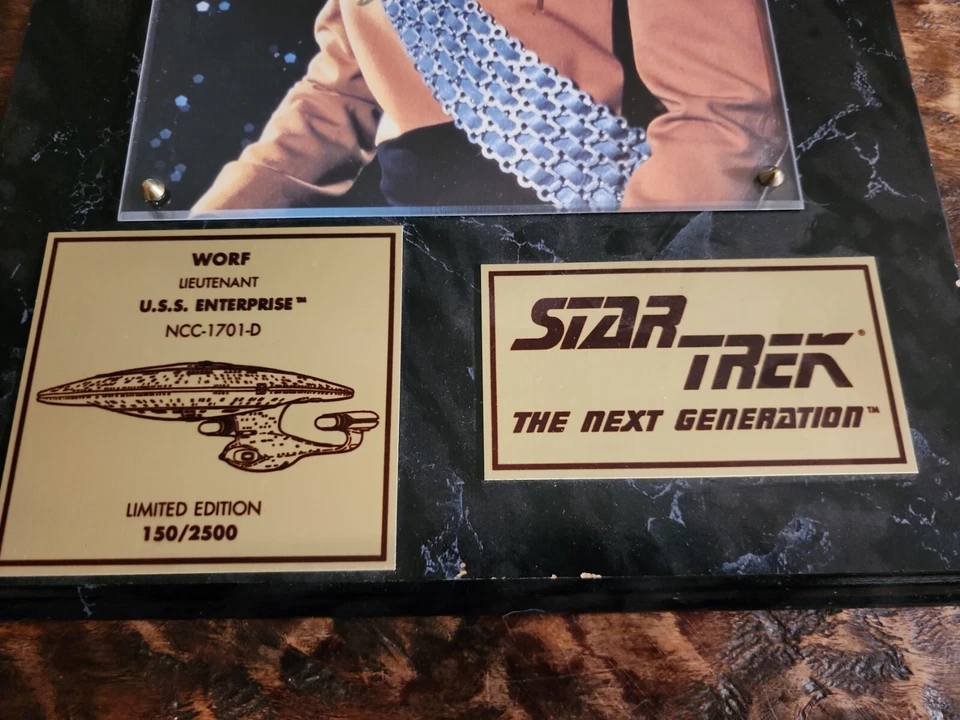 WORF
LIEUTENANT
U.S.S. ENTERPRISE™
NCC-1701-D
LIMITED EDITION
150/2500
STAR
TREK®
THE NEXT GENERATION™